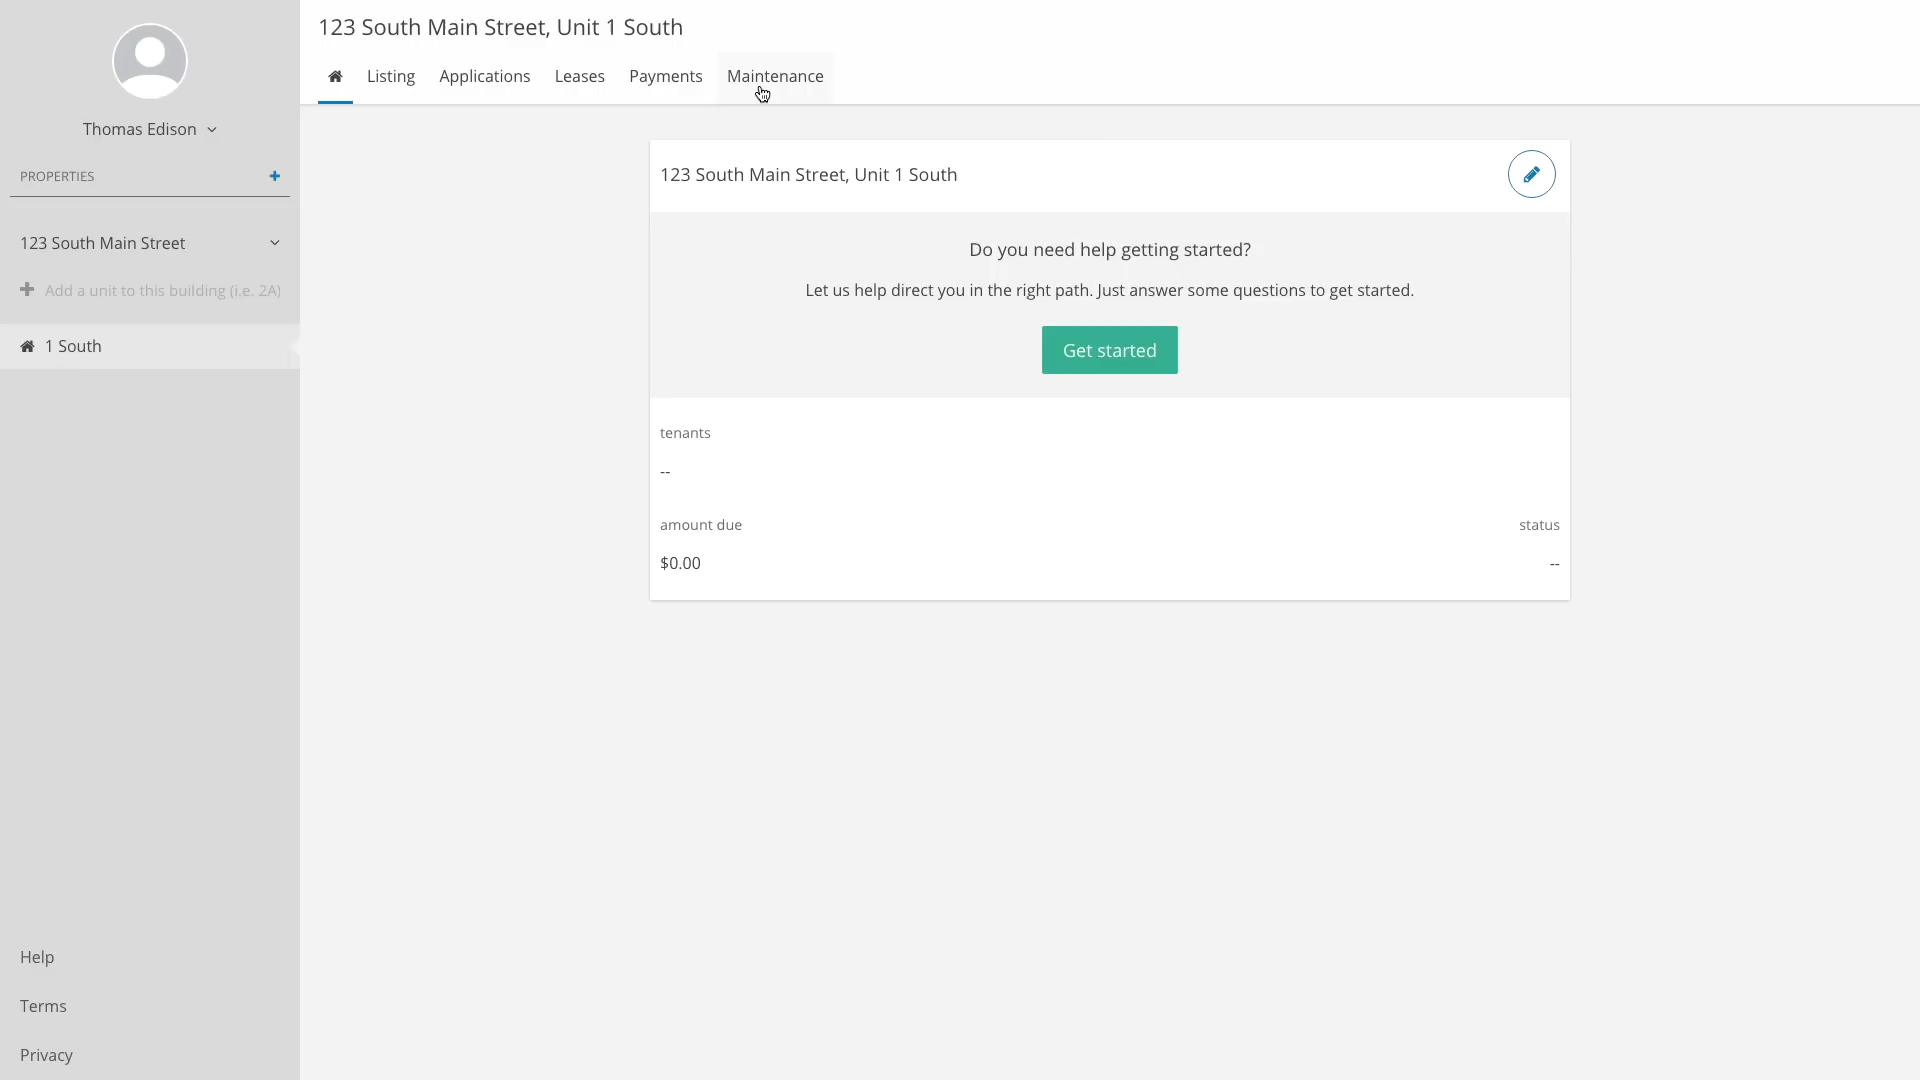 Thomas Edison
PROPERTIES
123 South Main Street
Add a unit to this building (i.e. 2A)
1 South
Help
Terms
Privacy
123 South Main Street, Unit 1 South
Listing Applications Leases Payments Maintenance
123 South Main Street, Unit 1 South
Do you need help getting started?
Let us help direct you in the right path. Just answer some questions to get started.
Get started
tenants
--
amount due status
$0.00 --